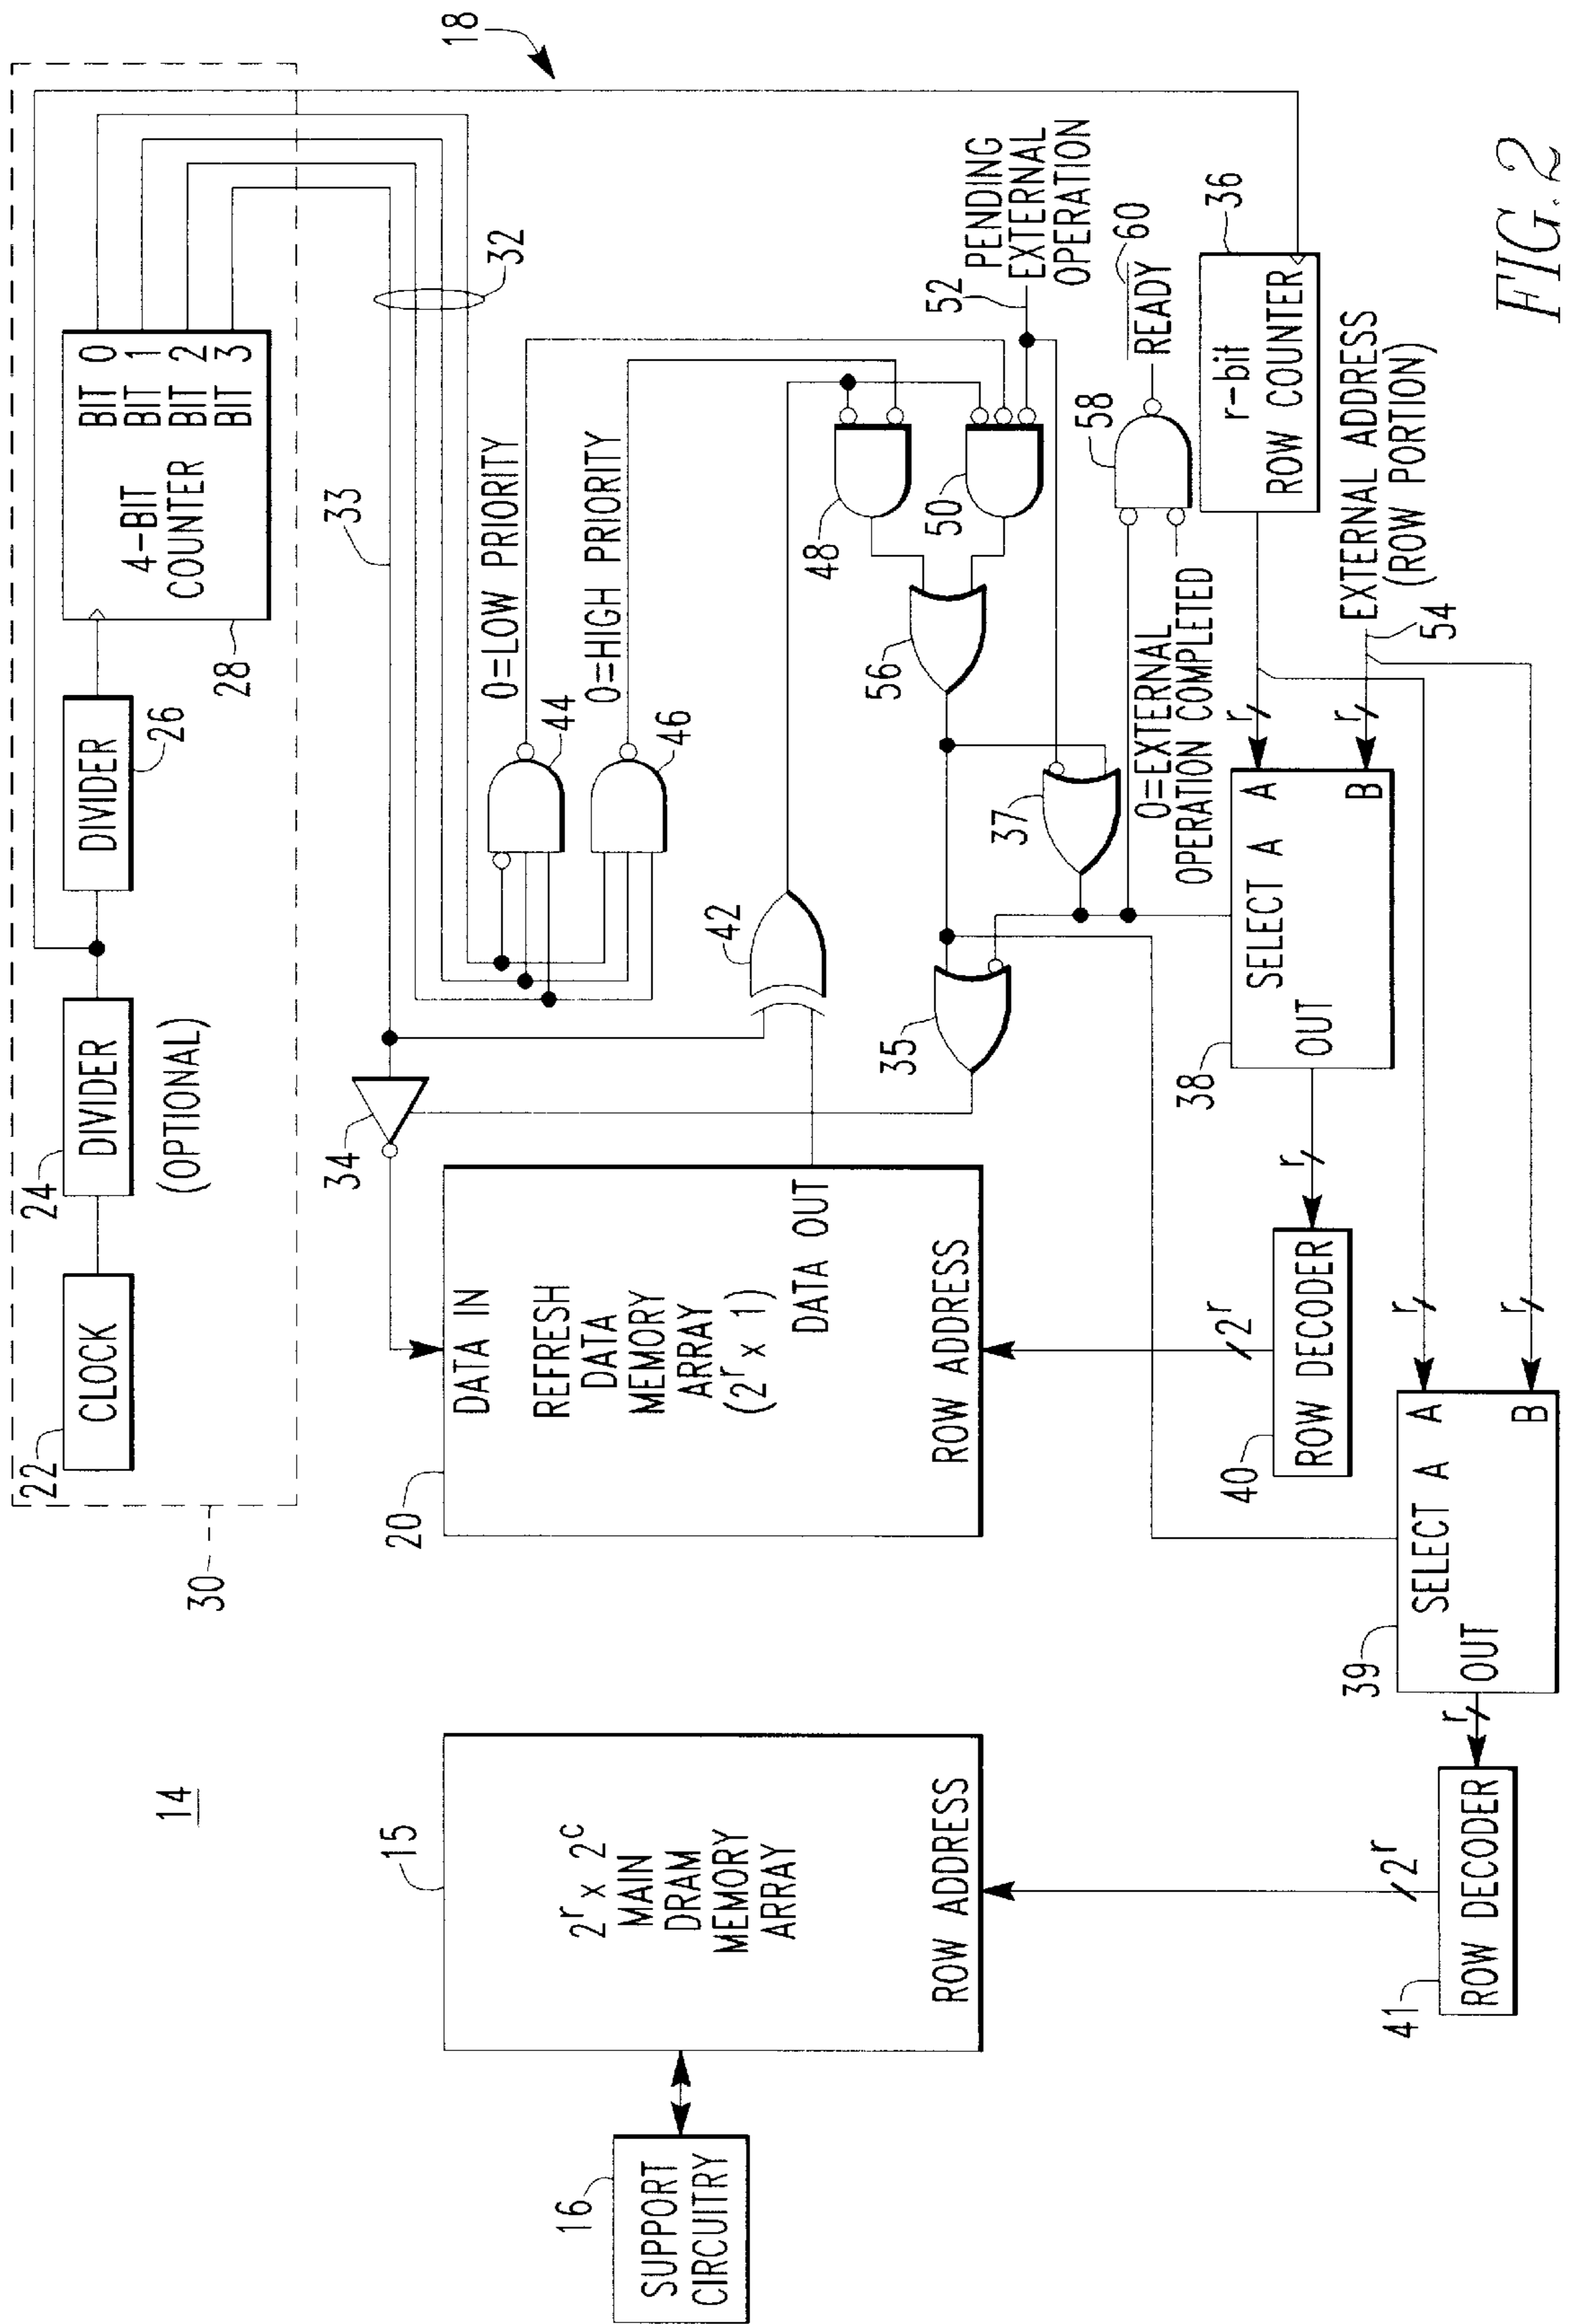 14
18
30
22
CLOCK
24
DIVIDER
(OPTIONAL)
DIVIDER
26
28
4-BIT
COUNTER
BIT 0
BIT 1
BIT 2
BIT 3
33
32
34
0=LOW PRIORITY
44
0=HIGH PRIORITY
46
16
SUPPORT
CIRCUITRY
15
2^r x 2^c
MAIN
DRAM
MEMORY
ARRAY
ROW ADDRESS
20
DATA IN
REFRESH
DATA
MEMORY
ARRAY
(2^r x 1)
DATA OUT
ROW ADDRESS
42
48
50
52
PENDING
EXTERNAL
OPERATION
56
35
37
58
READY
60
0=EXTERNAL
OPERATION COMPLETED
36
r-bit
ROW COUNTER
EXTERNAL ADDRESS
(ROW PORTION)
54
r
r
38
SELECT A
A
B
OUT
r
40
ROW DECODER
2^r
r
r
39
SELECT A
A
B
OUT
r
41
ROW DECODER
2^r
FIG. 2